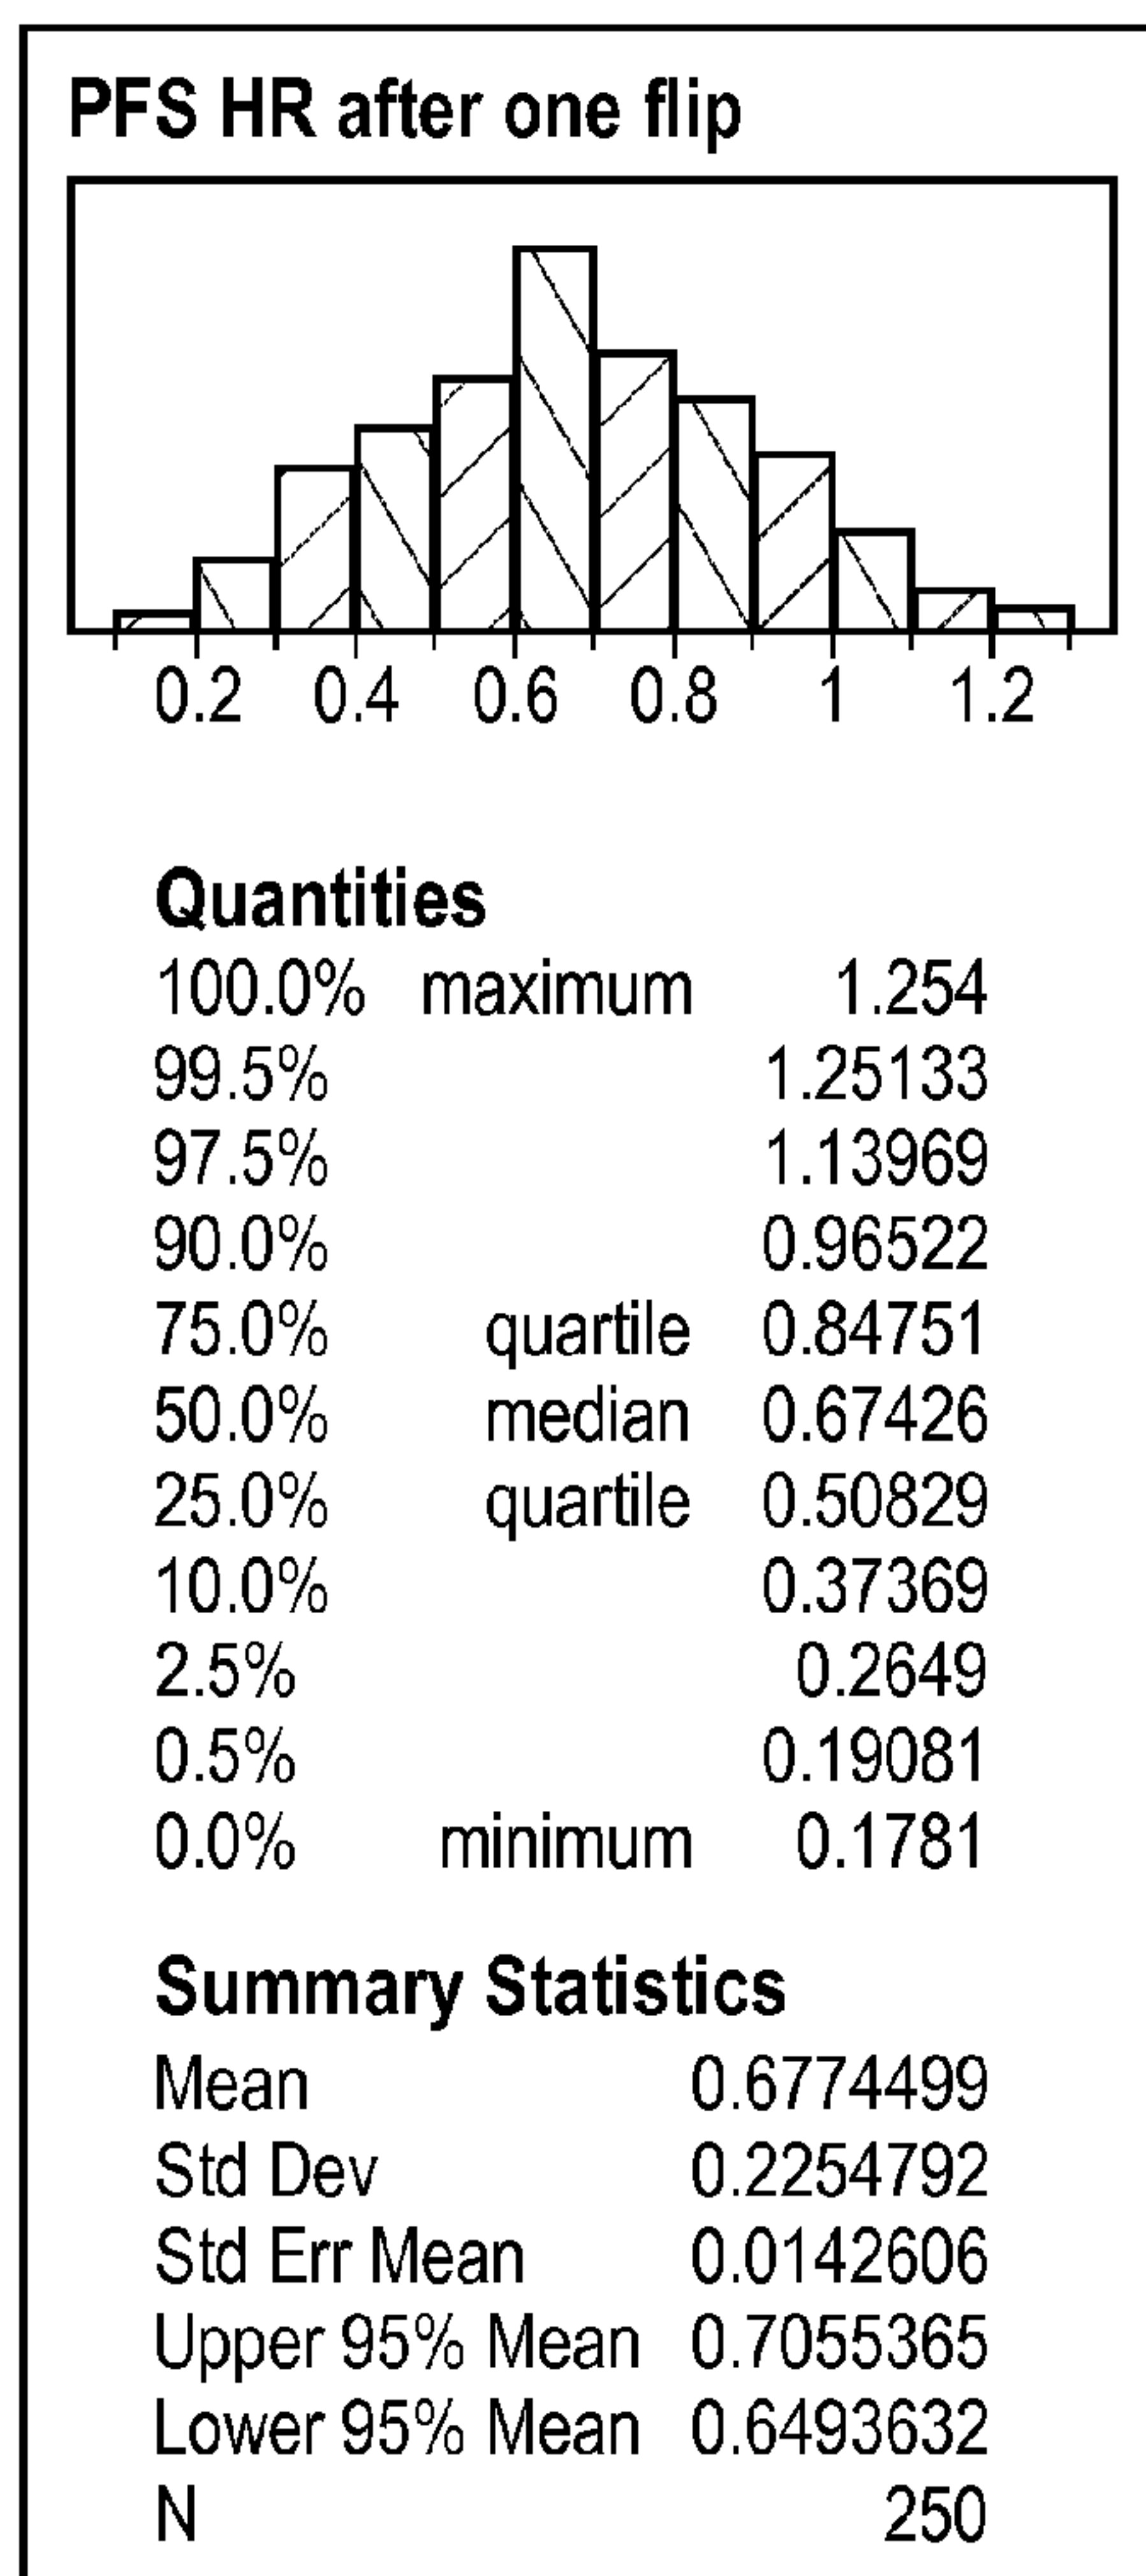 PFS HR after one flip
0.2 0.4 0.6 0.8 1 1.2
Quantities
100.0% maximum 1.254
99.5% 1.25133
97.5% 1.13969
90.0% 0.96522
75.0% quartile 0.84751
50.0% median 0.67426
25.0% quartile 0.50829
10.0% 0.37369
2.5% 0.2649
0.5% 0.19081
0.0% minimum 0.1781
Summary Statistics
Mean 0.6774499
Std Dev 0.2254792
Std Err Mean 0.0142606
Upper 95% Mean 0.7055365
Lower 95% Mean 0.6493632
N 250